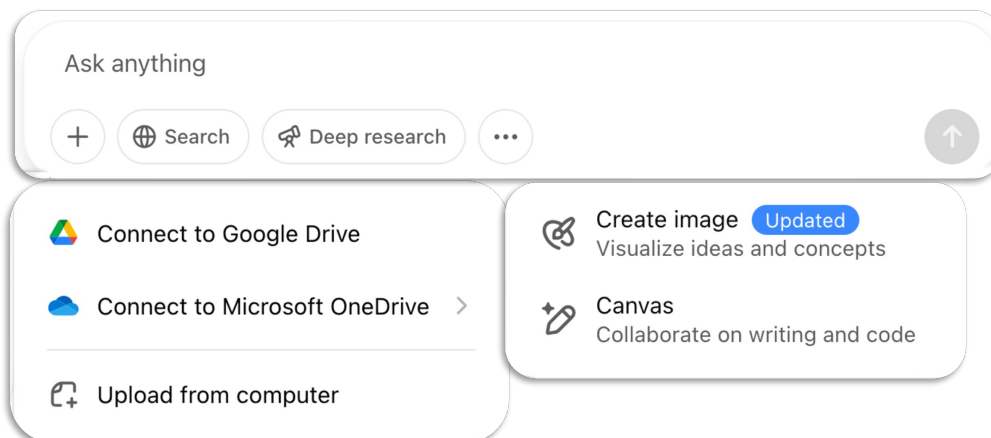 Ask anything
Search
Deep research
Connect to Google Drive
Connect to Microsoft OneDrive
Upload from computer
Create image
Updated
Visualize ideas and concepts
Canvas
Collaborate on writing and code